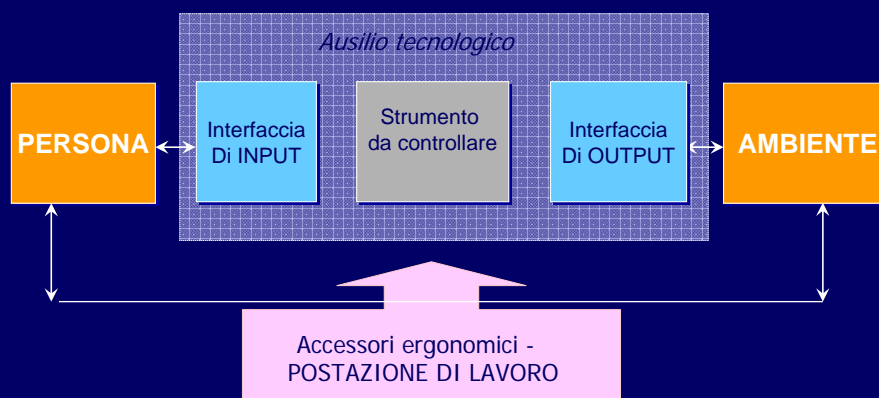 Ausilio tecnologico
PERSONA
Interfaccia
Di INPUT
Strumento
da controllare
Interfaccia
Di OUTPUT
AMBIENTE
Accessori ergonomici -
POSTAZIONE DI LAVORO